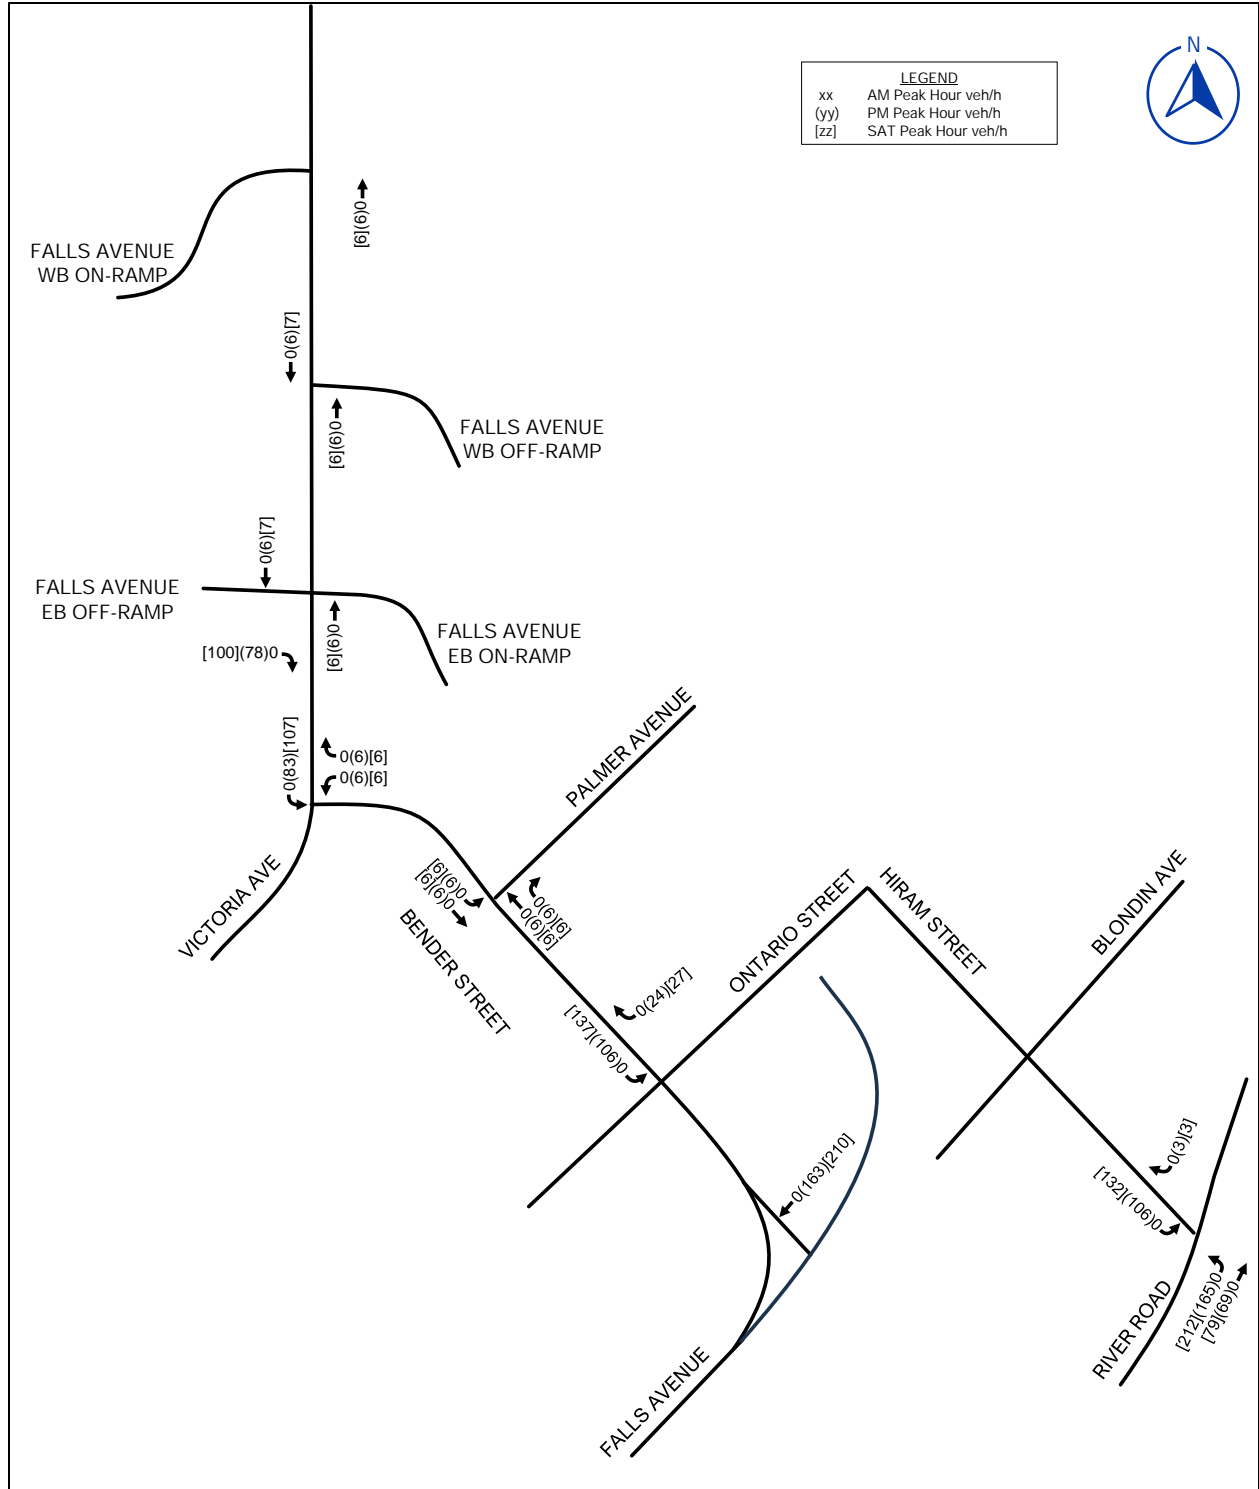 N
LEGEND
xx AM Peak Hour veh/h
(yy) PM Peak Hour veh/h
[zz] SAT Peak Hour veh/h
[6](6)0
FALLS AVENUE
WB ON-RAMP
0(6)[7]
[6](6)0
FALLS AVENUE
WB OFF-RAMP
0(6)[7]
FALLS AVENUE
EB OFF-RAMP
[6](6)0
FALLS AVENUE
EB ON-RAMP
[100](78)0
0(83)[107]
0(6)[6]
0(6)[6]
PALMER AVENUE
VICTORIA AVE
[6](6)0
[6](6)0
0(6)[6]
0(6)[6]
BENDER STREET
ONTARIO STREET
HIRAM STREET
BLONDIN AVE
0(24)[27]
[137](106)0
0(163)[210]
0(3)[3]
[132](106)0
[212](165)0
[79](69)0
RIVER ROAD
FALLS AVENUE